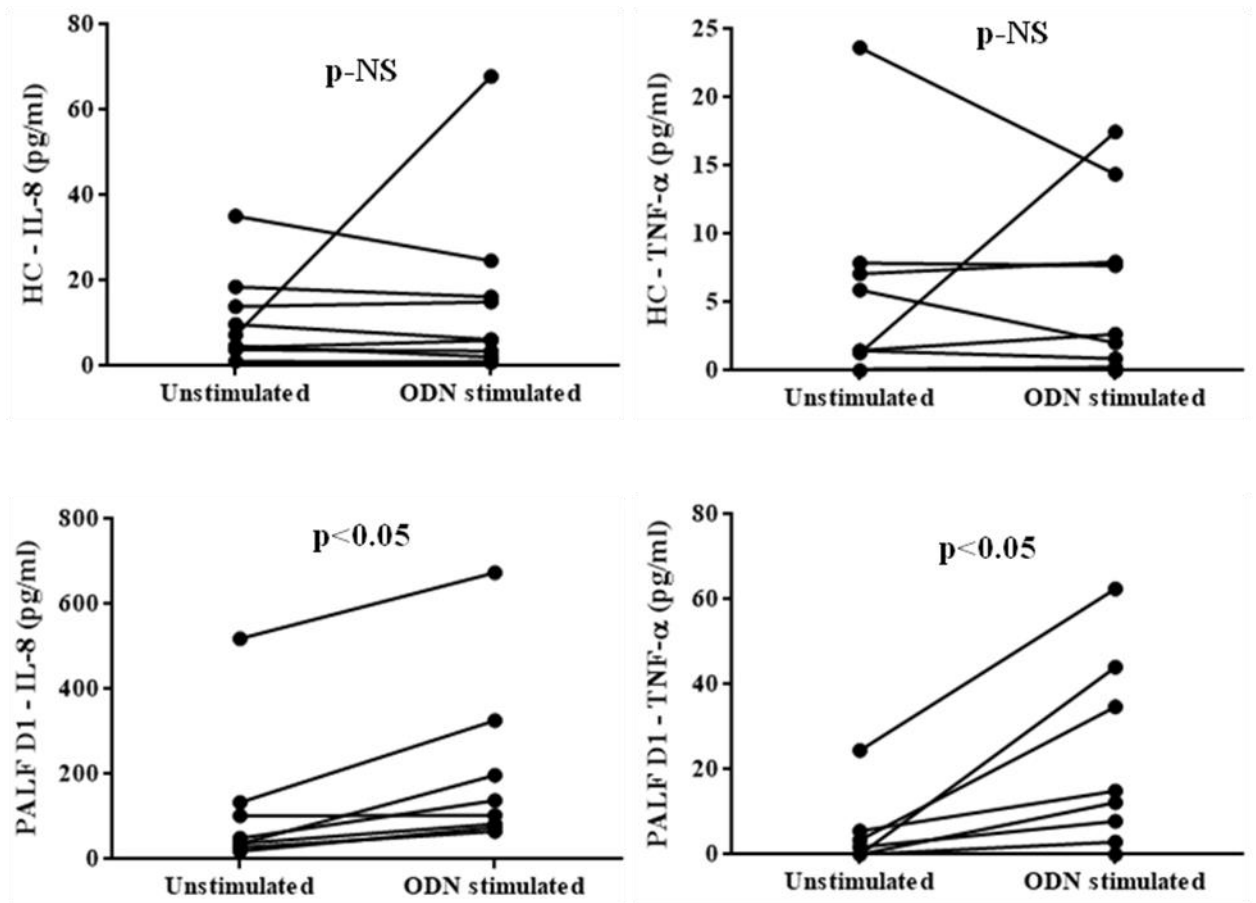 HC - IL-8 (pg/ml)
80
60
40
20
0
p-NS
Unstimulated
ODN stimulated
HC - TNF-α (pg/ml)
25
20
15
10
5
0
p-NS
Unstimulated
ODN stimulated
PALF D1 - IL-8 (pg/ml)
800
600
400
200
0
p<0.05
Unstimulated
ODN stimulated
PALF D1 - TNF-α (pg/ml)
80
60
40
20
0
p<0.05
Unstimulated
ODN stimulated